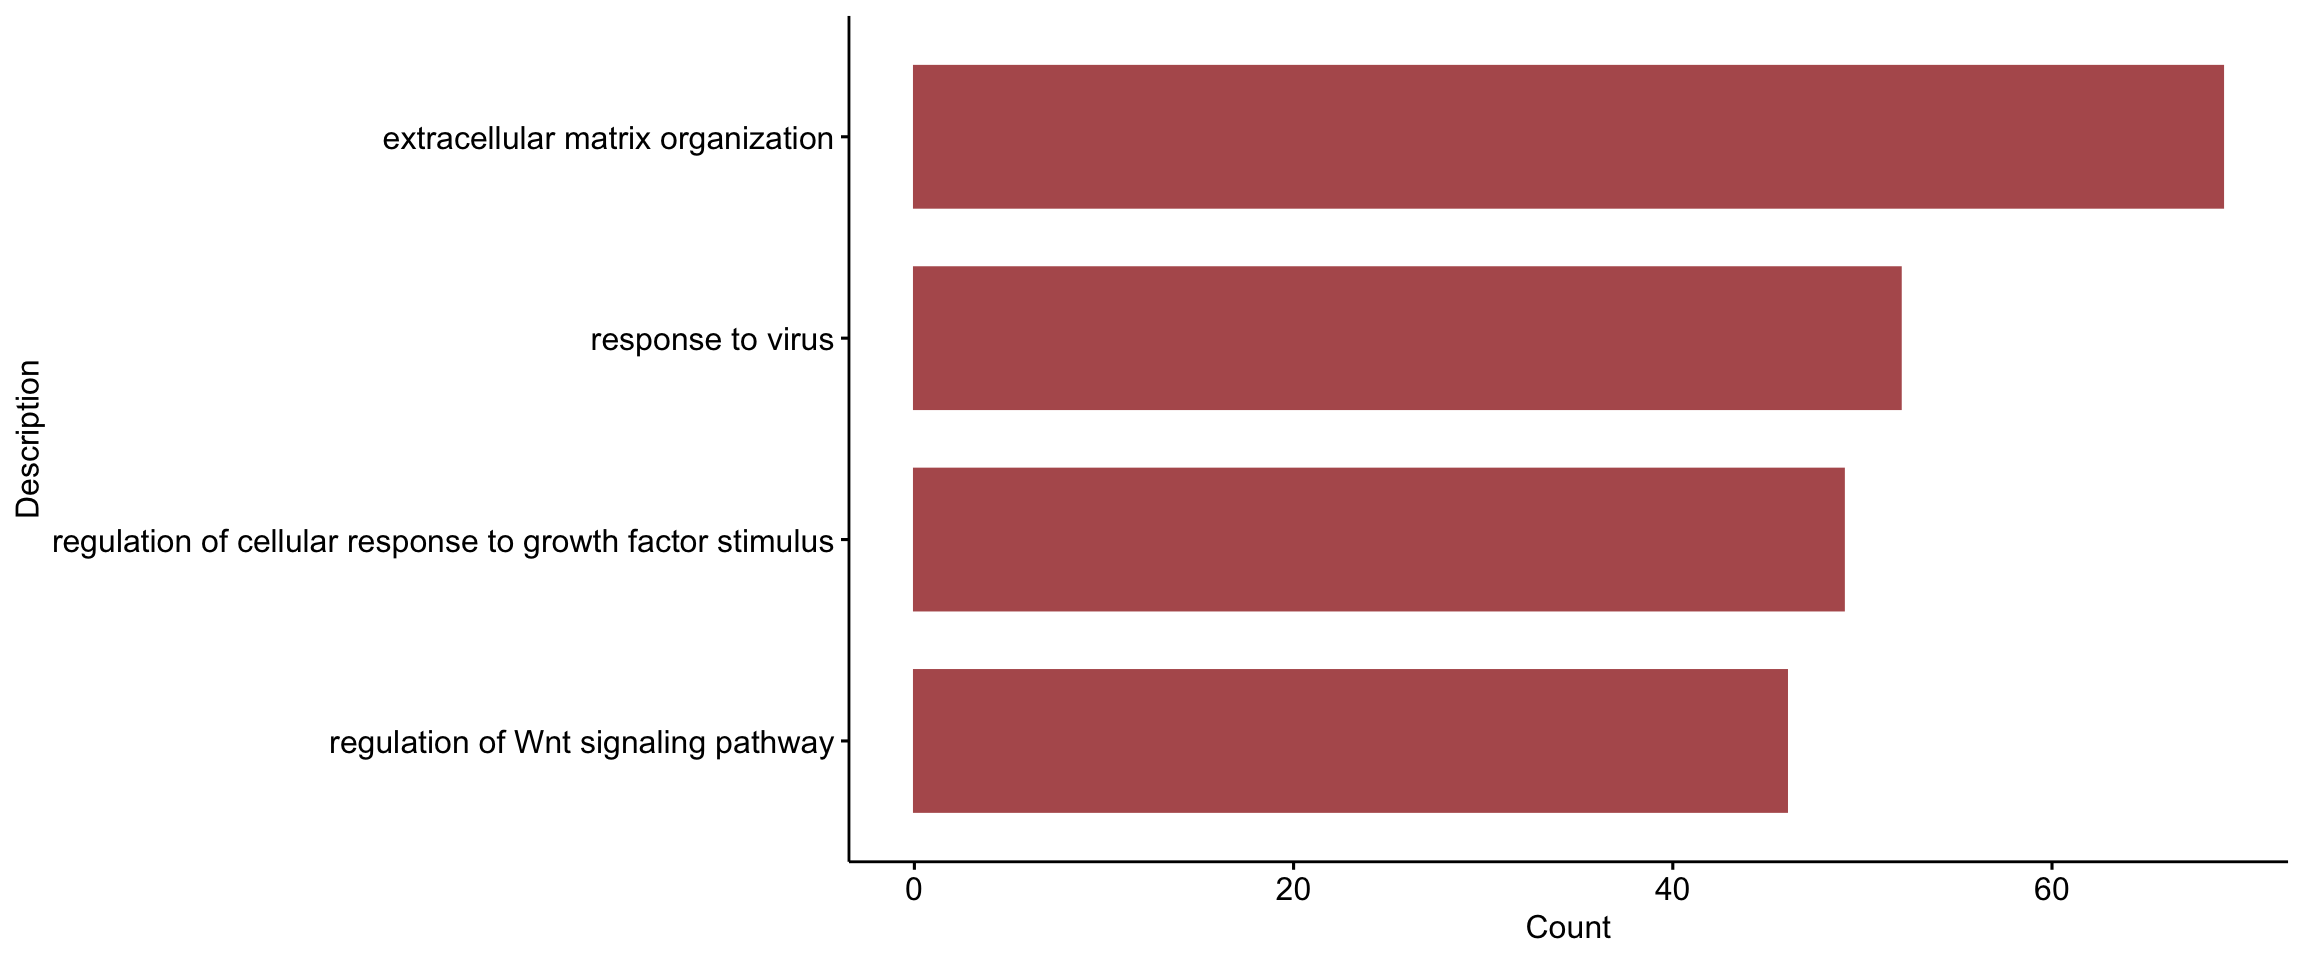 Description
extracellular matrix organization
response to virus
regulation of cellular response to growth factor stimulus
regulation of Wnt signaling pathway
0 20 40 60
Count